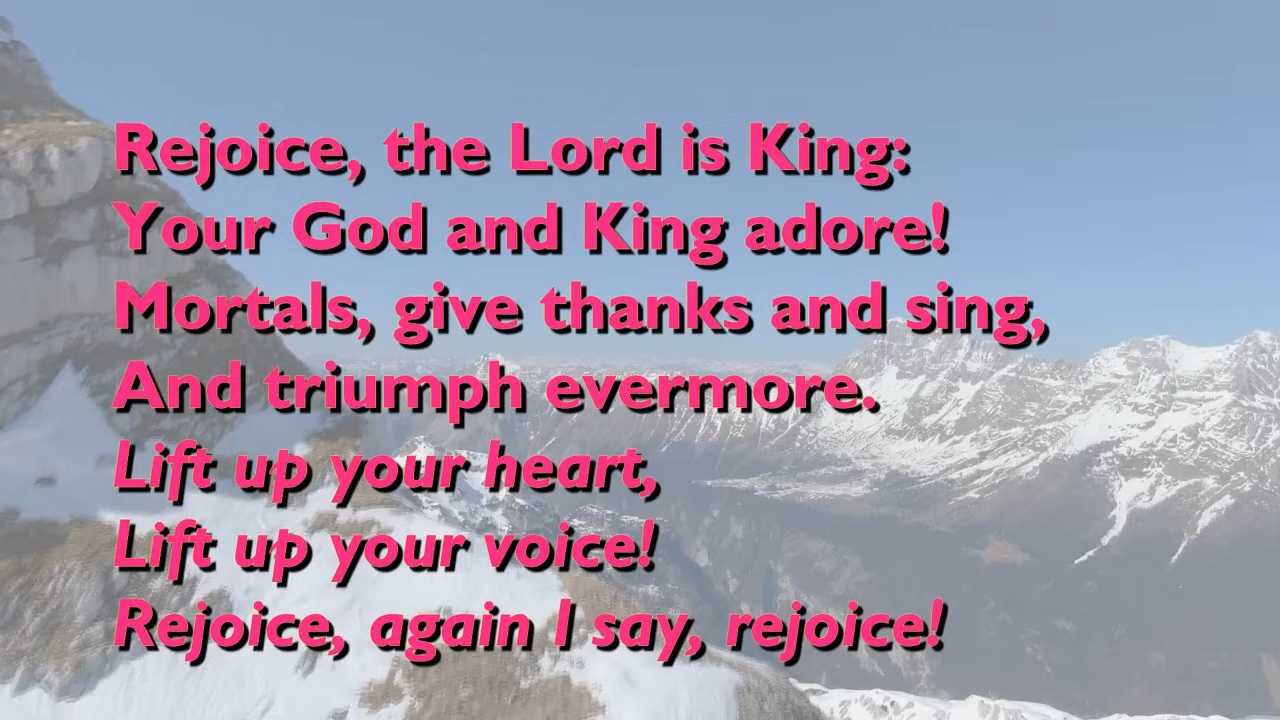 Rejoice, the Lord is King:
Your God and King adore!
Mortals, give thanks and sing,
And triumph evermore.
Lift up your heart,
Lift up your voice!
Rejoice, again I say, rejoice!